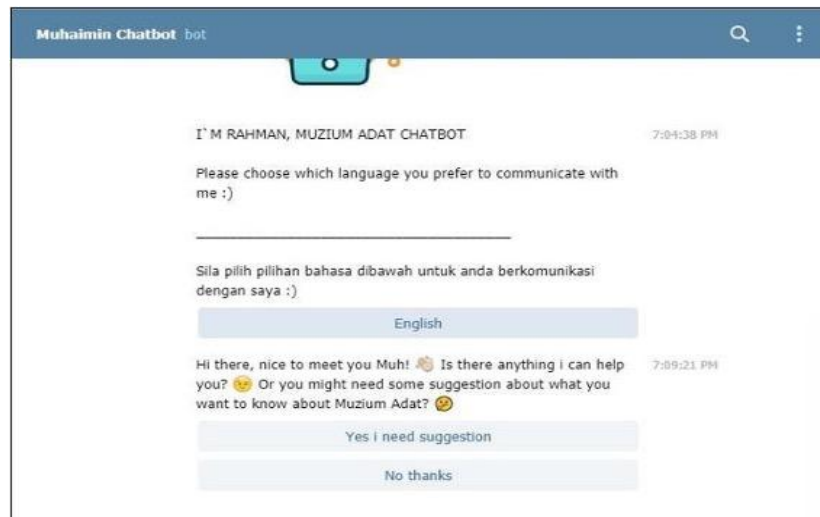 Muhaimin Chatbot bot
I`M RAHMAN, MUZIUM ADAT CHATBOT 7:04:38 PM
Please choose which language you prefer to communicate with
me :)
Sila pilih pilihan bahasa dibawah untuk anda berkomunikasi
dengan saya :)
English
Hi there, nice to meet you Muh! 👋🏼 Is there anything i can help 7:09:21 PM
you? 😉 Or you might need some suggestion about what you
want to know about Muzium Adat? 🤔
Yes i need suggestion
No thanks